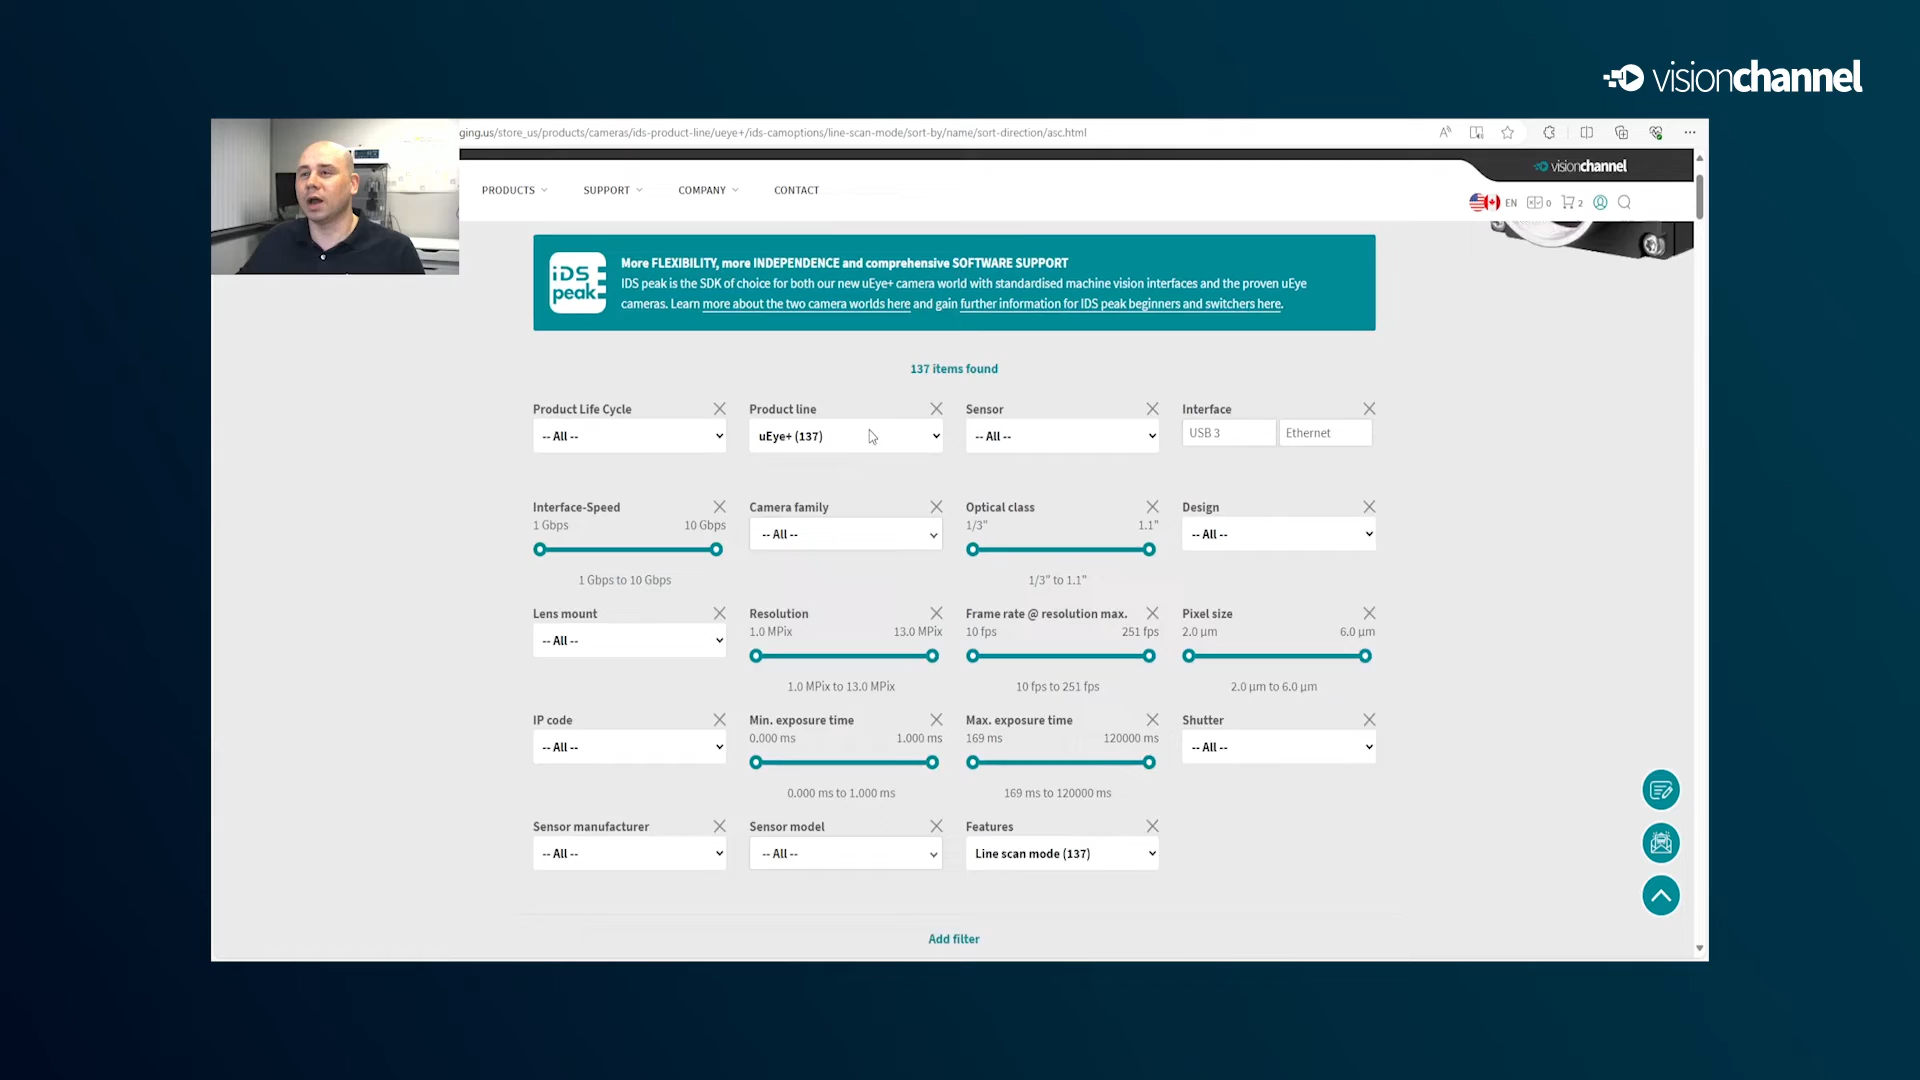 visionchannel
ging.us/store_us/products/cameras/ids-product-line/ueye+/ids-camoptions/line-scan-mode/sort-by/name/sort-direction/asc.html
visionchannel
PRODUCTS SUPPORT COMPANY CONTACT
EN 0 2
iDS peak
More FLEXIBILITY, more INDEPENDENCE and comprehensive SOFTWARE SUPPORT
IDS peak is the SDK of choice for both our new uEye+ camera world with standardised machine vision interfaces and the proven uEye
cameras. Learn more about the two camera worlds here and gain further information for IDS peak beginners and switchers here.
137 items found
Product Life Cycle Product line Sensor Interface
-- All -- uEye+ (137) -- All -- USB 3 Ethernet
Interface-Speed Camera family Optical class Design
1 Gbps 10 Gbps -- All -- 1/3" 1.1" -- All --
1 Gbps to 10 Gbps 1/3" to 1.1"
Lens mount Resolution Frame rate @ resolution max. Pixel size
-- All -- 1.0 MPix 13.0 MPix 10 fps 251 fps 2.0 µm 6.0 µm
1.0 MPix to 13.0 MPix 10 fps to 251 fps 2.0 µm to 6.0 µm
IP code Min. exposure time Max. exposure time Shutter
-- All -- 0.000 ms 1.000 ms 169 ms 120000 ms -- All --
0.000 ms to 1.000 ms 169 ms to 120000 ms
Sensor manufacturer Sensor model Features
-- All -- -- All -- Line scan mode (137)
Add filter